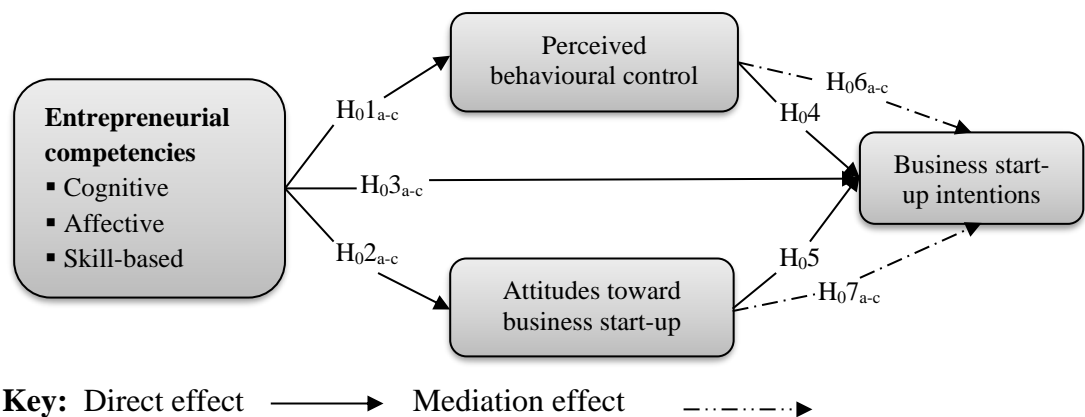 Perceived
behavioural control
H₀6ₐ₋c
H₀1ₐ₋c
H₀4
Entrepreneurial
competencies
▪ Cognitive
▪ Affective
▪ Skill-based
H₀3ₐ₋c
Business start-
up intentions
H₀2ₐ₋c
H₀5
H₀7ₐ₋c
Attitudes toward
business start-up
Key: Direct effect Mediation effect